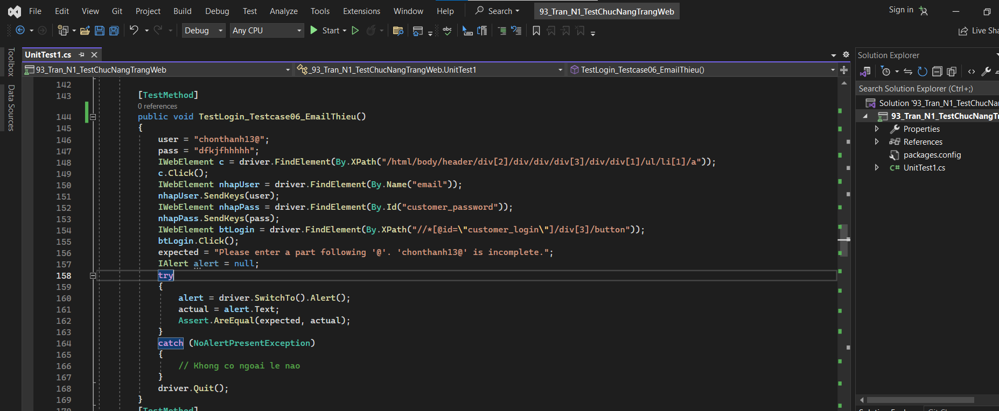 File Edit View Git Project Build Debug Test Analyze Tools Extensions Window Help Search 93_Tran_N1_TestChucNangTrangWeb Sign in
Debug Any CPU Start abc Live Sha
Toolbox
Data Sources
UnitTest1.cs
93_Tran_N1_TestChucNangTrangWeb _93_Tran_N1_TestChucNangTrangWeb.UnitTest1 TestLogin_Testcase06_EmailThieu()
142
143 [TestMethod]
0 references
144 public void TestLogin_Testcase06_EmailThieu()
145 {
146 user = "chonthanh13@";
147 pass = "dfkjfhhhhh";
148 IWebElement c = driver.FindElement(By.XPath("/html/body/header/div[2]/div/div/div[3]/div/div[1]/ul/li[1]/a"));
149 c.Click();
150 IWebElement nhapUser = driver.FindElement(By.Name("email"));
151 nhapUser.SendKeys(user);
152 IWebElement nhapPass = driver.FindElement(By.Id("customer_password"));
153 nhapPass.SendKeys(pass);
154 IWebElement btLogin = driver.FindElement(By.XPath("//*[@id=\"customer_login\"]/div[3]/button"));
155 btLogin.Click();
156 expected = "Please enter a part following '@'. 'chonthanh13@' is incomplete.";
157 IAlert alert = null;
158 try
159 {
160 alert = driver.SwitchTo().Alert();
161 actual = alert.Text;
162 Assert.AreEqual(expected, actual);
163 }
164 catch (NoAlertPresentException)
165 {
166 // Khong co ngoai le nao
167 }
168 driver.Quit();
169 }
170 [TestMethod]
Solution Explorer
Search Solution Explorer (Ctrl+;)
Solution '93_Tran_N1_TestChucNa
93_Tran_N1_TestChucNangT
Properties
References
packages.config
C# UnitTest1.cs